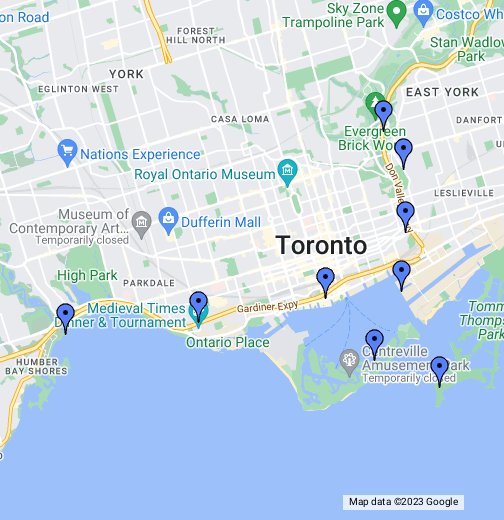 on Road
Sky Zone
Trampoline Park
Costco Wh
FOREST
HILL NORTH
Stan Wadlow
Park
YORK
EGLINTON WEST
EAST YORK
CASA LOMA
DANFORT
Evergreen
Brick Wo
Nations Experience
Royal Ontario Museum
Don Valley
LESLIEVILLE
Museum of
Contemporary Art...
Temporarily closed
Dufferin Mall
Toronto
High Park
PARKDALE
Medieval Times
Dinner & Tournament
Gardiner Expy
Ontario Place
Tomm
Thomps
Park
HUMBER
BAY SHORES
Centreville
Amusement Park
Temporarily closed
Map data ©2023 Google